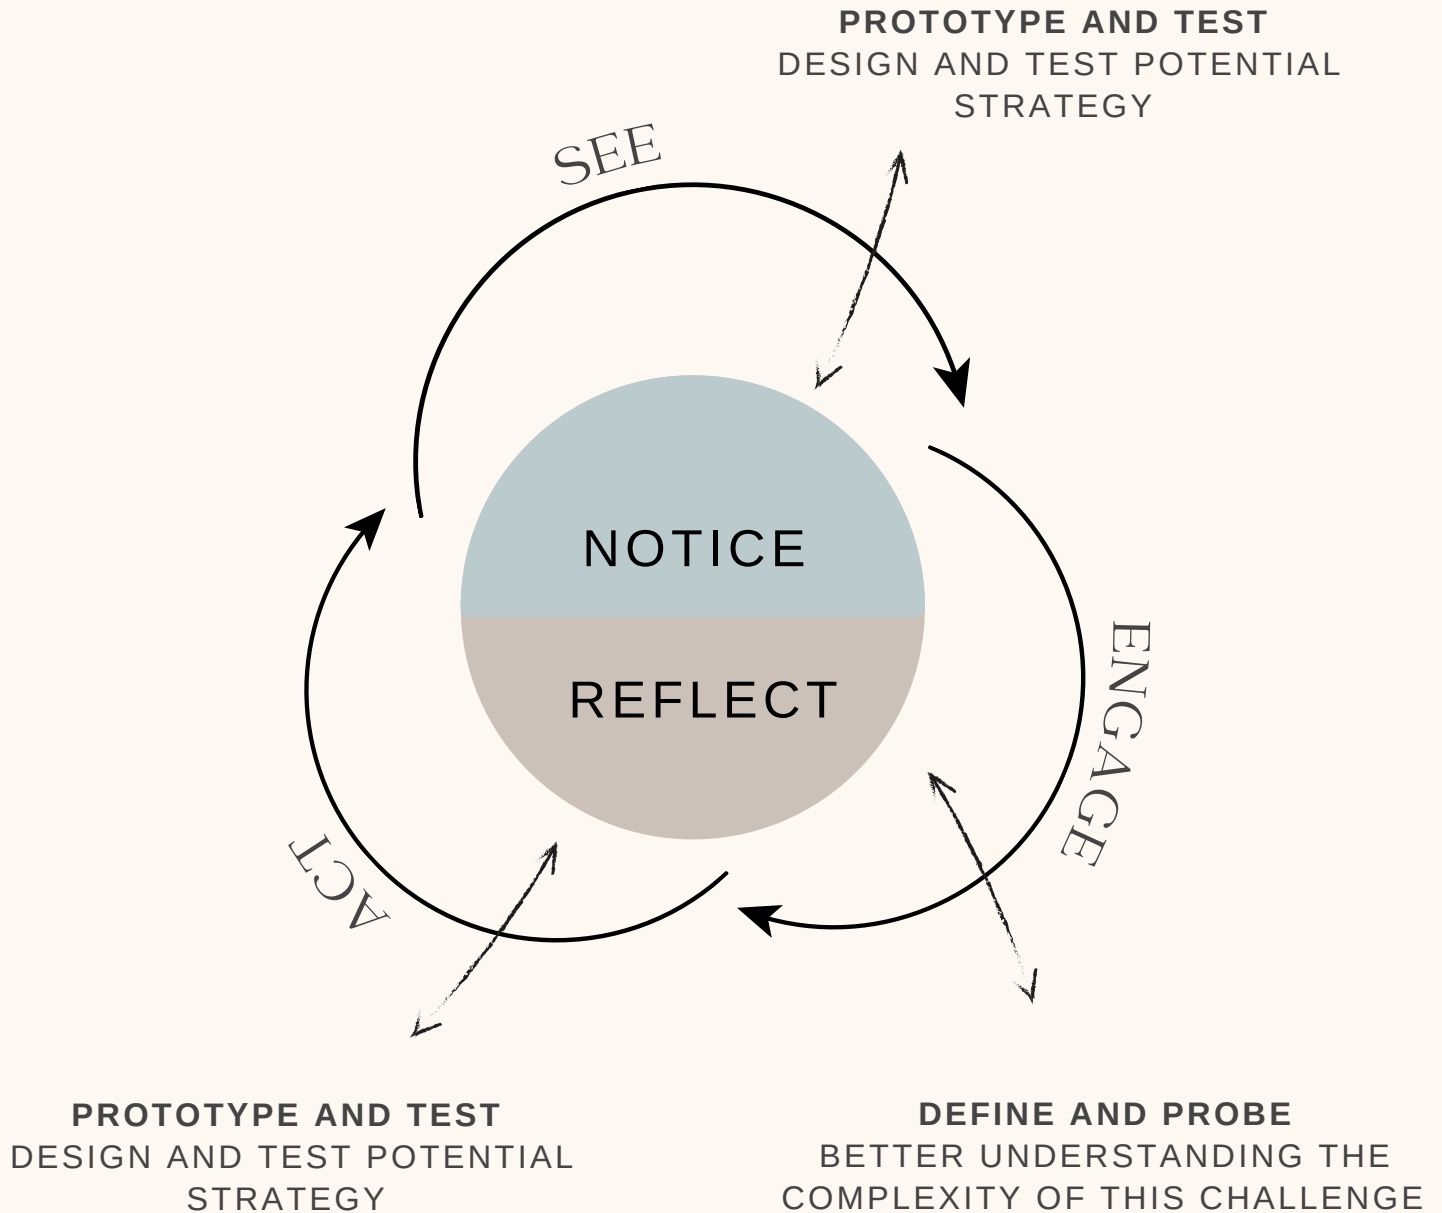 PROTOTYPE AND TEST
DESIGN AND TEST POTENTIAL
STRATEGY
SEE
NOTICE
REFLECT
ENGAGE
ACT
PROTOTYPE AND TEST
DESIGN AND TEST POTENTIAL
STRATEGY
DEFINE AND PROBE
BETTER UNDERSTANDING THE
COMPLEXITY OF THIS CHALLENGE